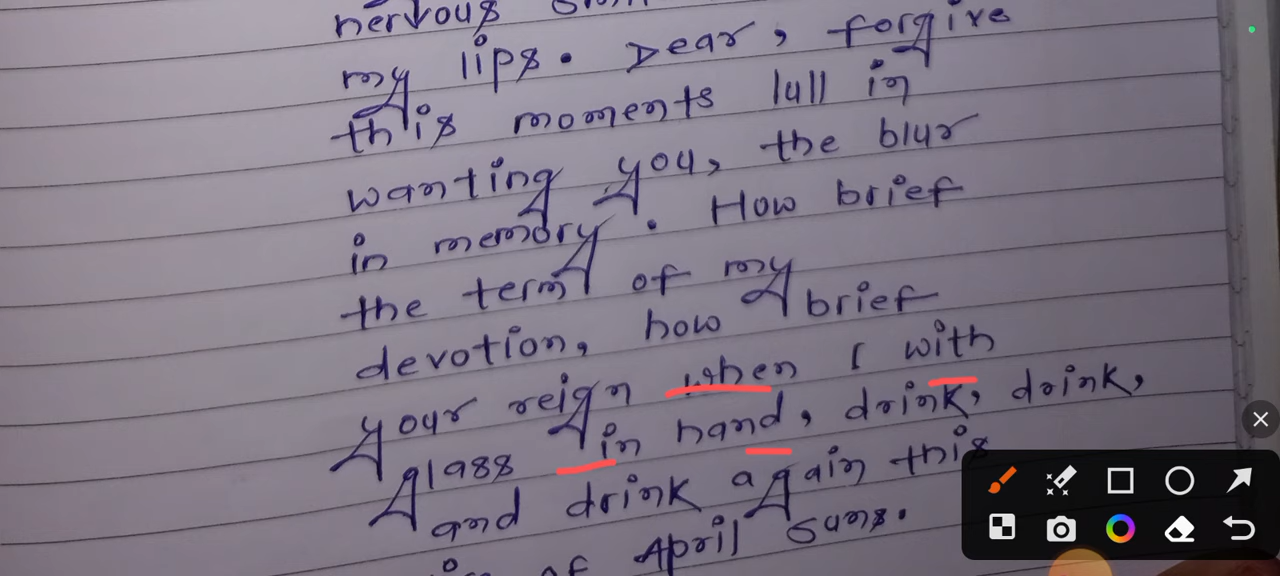 nervous
my lips. Dear, forgive
this moments lull in
wanting you, the blur
in memory. How brief
the term of my
devotion, how brief
your reign when I with
glass in hand, drink, drink,
and drink again this
of April suns.